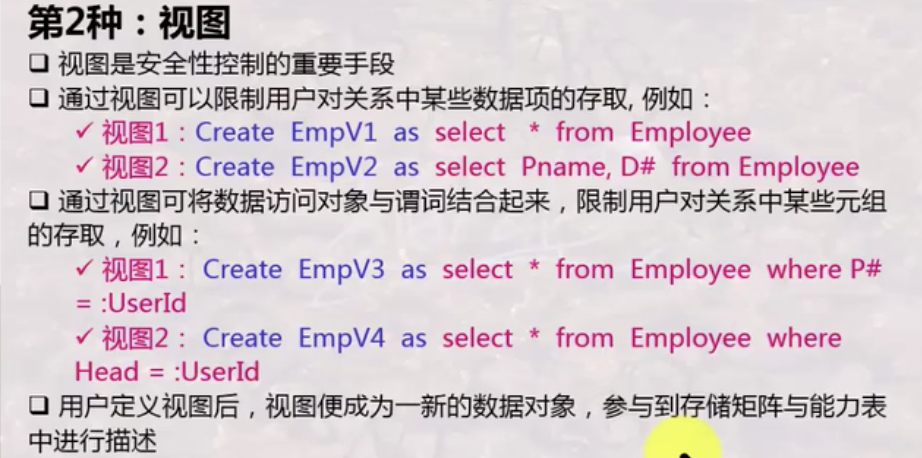 第2种：视图
❑ 视图是安全性控制的重要手段
❑ 通过视图可以限制用户对关系中某些数据项的存取, 例如：
✓ 视图1：Create EmpV1 as select * from Employee
✓ 视图2：Create EmpV2 as select Pname, D# from Employee
❑ 通过视图可将数据访问对象与谓词结合起来，限制用户对关系中某些元组
的存取，例如：
✓ 视图1： Create EmpV3 as select * from Employee where P#
= :UserId
✓ 视图2： Create EmpV4 as select * from Employee where
Head = :UserId
❑ 用户定义视图后，视图便成为一新的数据对象，参与到存储矩阵与能力表
中进行描述